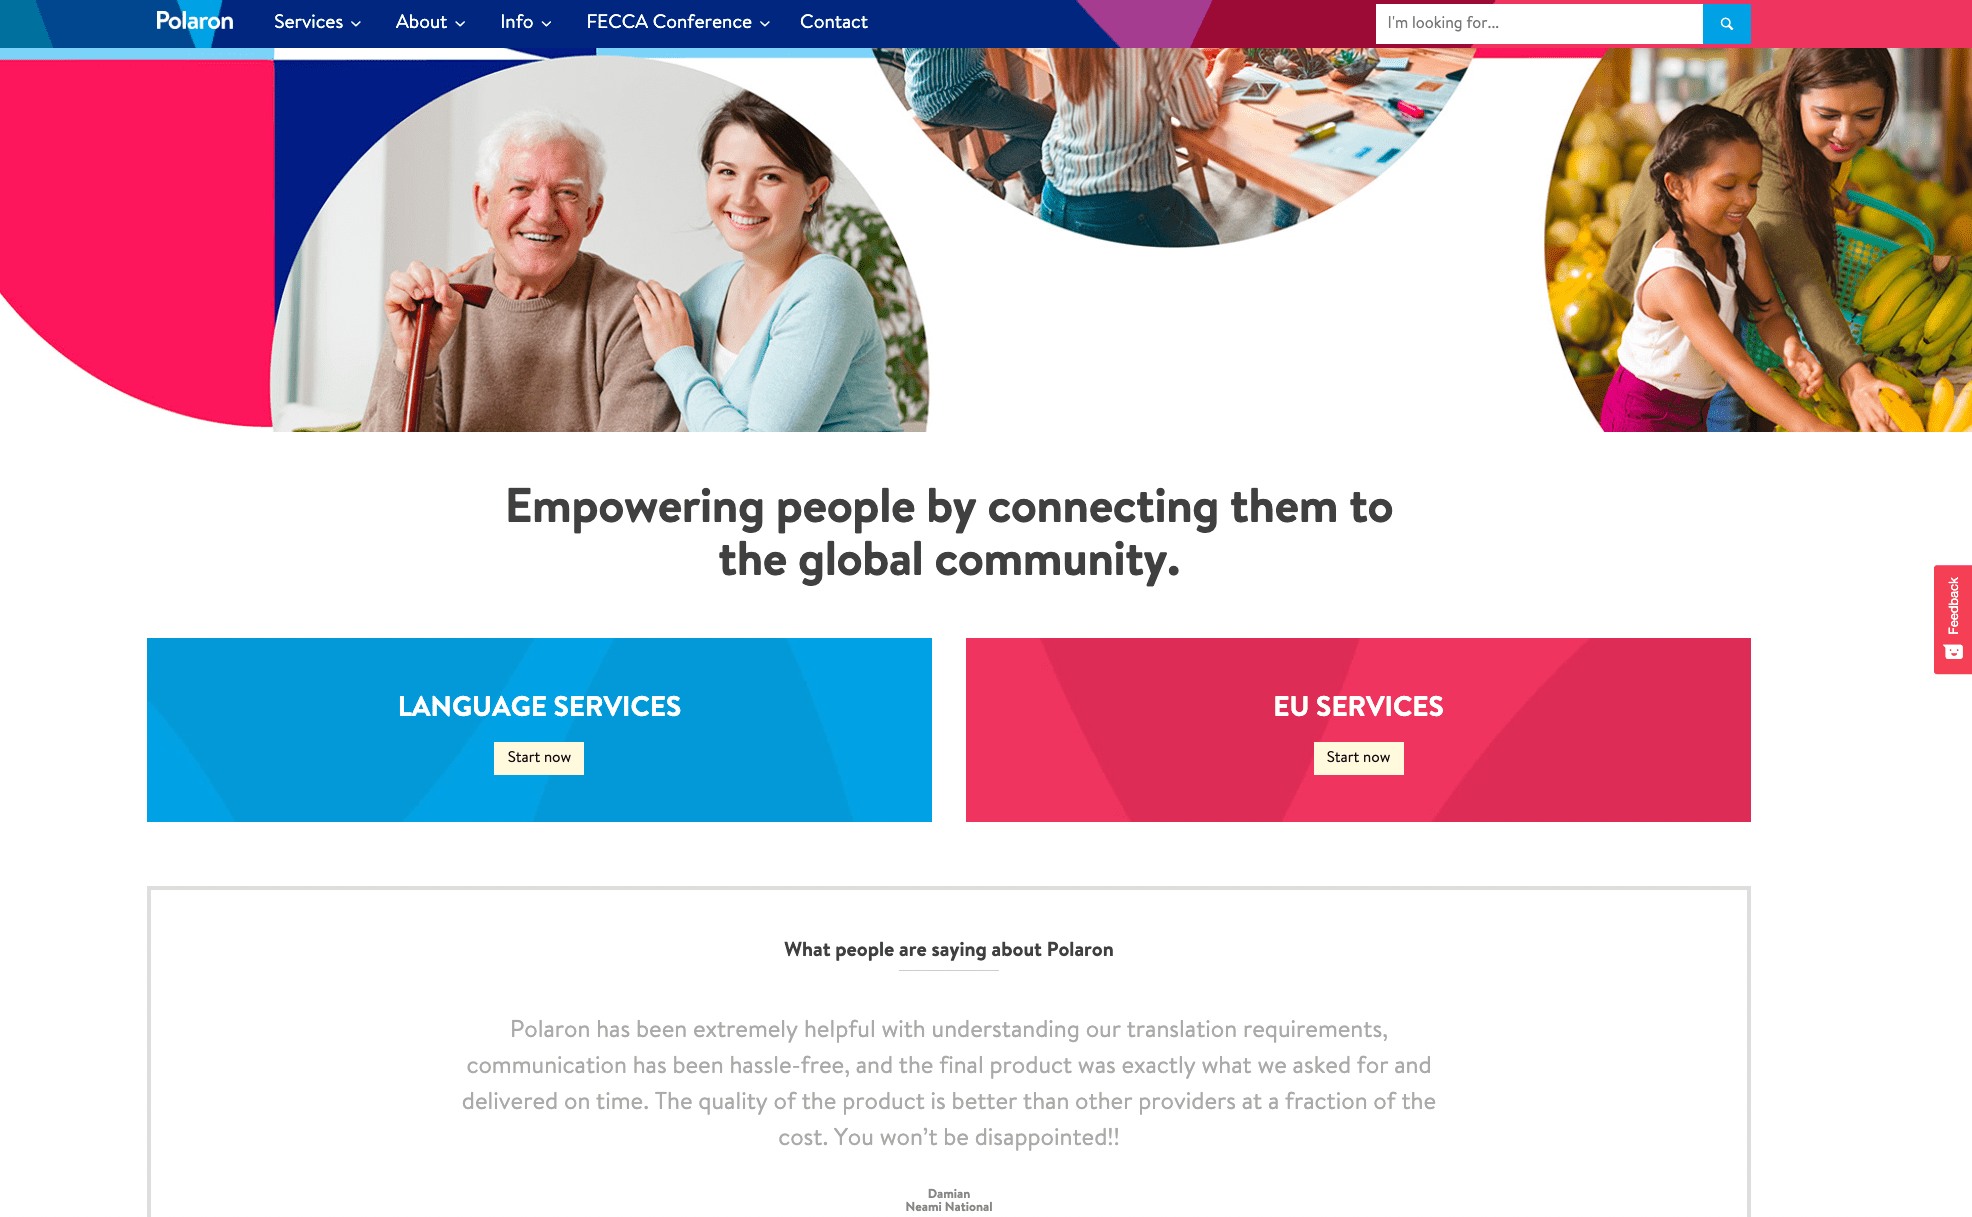 Polaron
Services
About
Info
FECCA Conference
Contact
I'm looking for...
Empowering people by connecting them to
the global community.
Feedback
LANGUAGE SERVICES
Start now
EU SERVICES
Start now
What people are saying about Polaron
Polaron has been extremely helpful with understanding our translation requirements,
communication has been hassle-free, and the final product was exactly what we asked for and
delivered on time. The quality of the product is better than other providers at a fraction of the
cost. You won’t be disappointed!!
Damian
Neami National